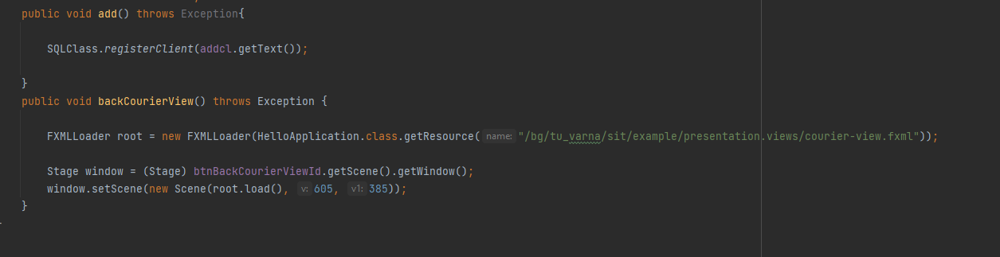 public void add() throws Exception{
SQLClass.registerClient(addcl.getText());
}
public void backCourierView() throws Exception {
FXMLLoader root = new FXMLLoader(HelloApplication.class.getResource( name: "/bg/tu_varna/sit/example/presentation.views/courier-view.fxml"));
Stage window = (Stage) btnBackCourierViewId.getScene().getWindow();
window.setScene(new Scene(root.load(), v: 605, v1: 385));
}